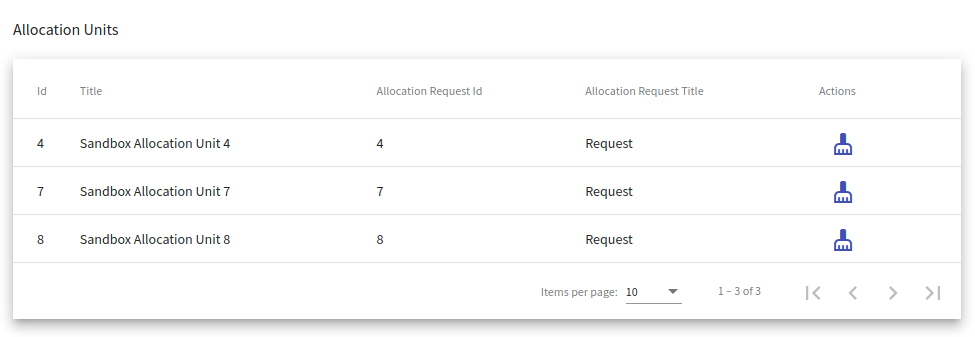 Allocation Units
Id Title Allocation Request Id Allocation Request Title Actions
4 Sandbox Allocation Unit 4 4 Request
7 Sandbox Allocation Unit 7 7 Request
8 Sandbox Allocation Unit 8 8 Request
Items per page: 10 1 – 3 of 3